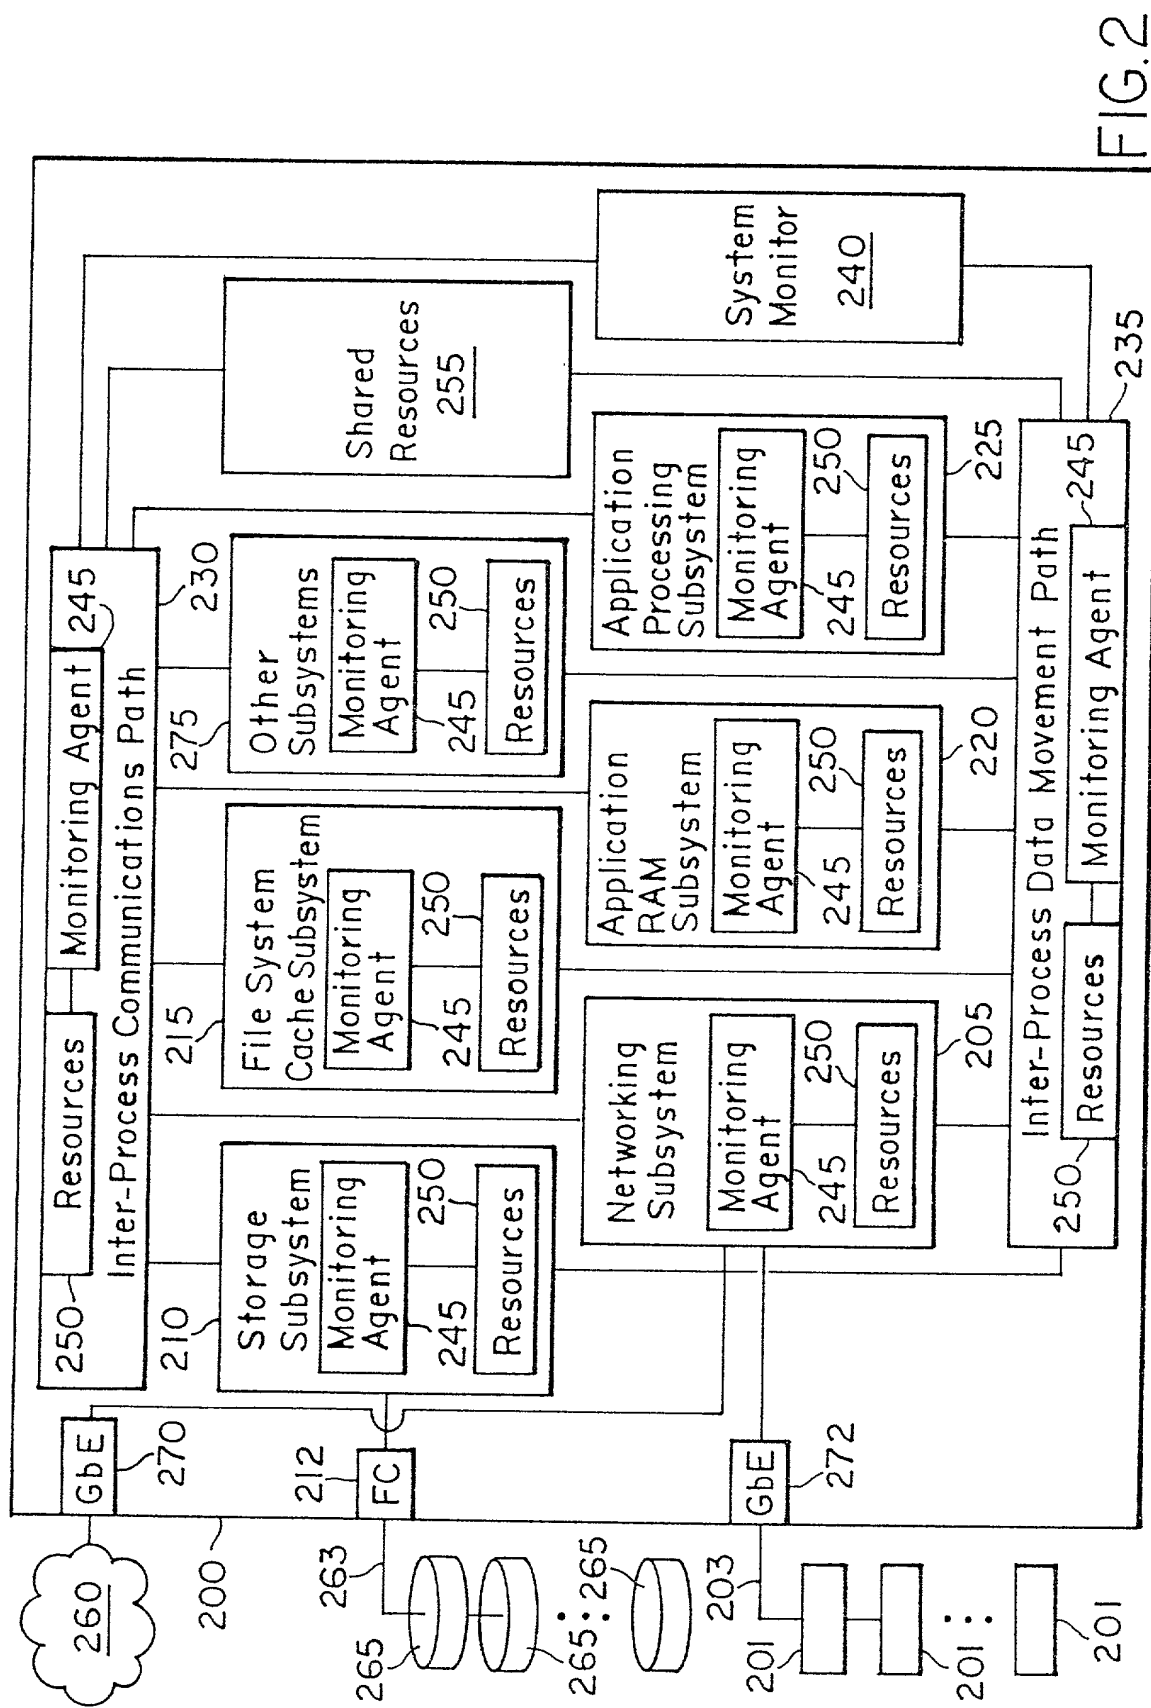 FIG. 2
260
200
GbE
270
250
Resources
Monitoring Agent
245
Inter-Process Communications Path
230
212
FC
263
265
265
265
210
Storage
Subsystem
Monitoring
Agent
245
250
Resources
215
File System
Cache Subsystem
Monitoring
Agent
245
250
Resources
275
Other
Subsystems
Monitoring
Agent
245
250
Resources
Shared
Resources
255
System
Monitor
240
GbE
272
203
201
201
201
Networking
Subsystem
Monitoring
Agent
245
250
Resources
205
Application
RAM
Subsystem
Monitoring
Agent
245
250
Resources
220
Application
Processing
Subsystem
Monitoring
Agent
245
250
Resources
225
Inter-Process Data Movement Path
235
250
Resources
Monitoring Agent
245